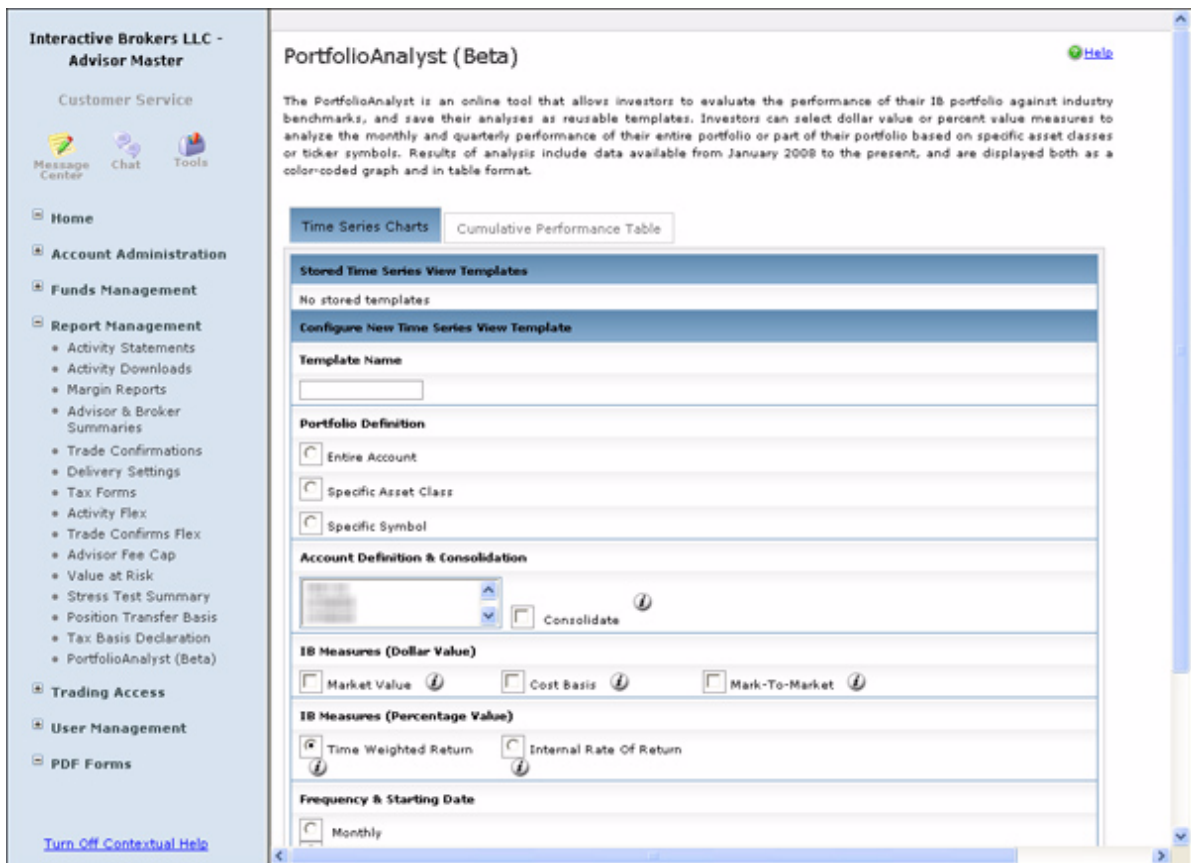 Interactive Brokers LLC -
Advisor Master
Customer Service
Message
Center
Chat
Tools
Home
Account Administration
Funds Management
Report Management
Activity Statements
Activity Downloads
Margin Reports
Advisor & Broker
Summaries
Trade Confirmations
Delivery Settings
Tax Forms
Activity Flex
Trade Confirms Flex
Advisor Fee Cap
Value at Risk
Stress Test Summary
Position Transfer Basis
Tax Basis Declaration
PortfolioAnalyst (Beta)
Trading Access
User Management
PDF Forms
Turn Off Contextual Help
PortfolioAnalyst (Beta)
Help
The PortfolioAnalyst is an online tool that allows investors to evaluate the performance of their IB portfolio against industry
benchmarks, and save their analyses as reusable templates. Investors can select dollar value or percent value measures to
analyze the monthly and quarterly performance of their entire portfolio or part of their portfolio based on specific asset classes
or ticker symbols. Results of analysis include data available from January 2008 to the present, and are displayed both as a
color-coded graph and in table format.
Time Series Charts
Cumulative Performance Table
Stored Time Series View Templates
No stored templates
Configure New Time Series View Template
Template Name
Portfolio Definition
Entire Account
Specific Asset Class
Specific Symbol
Account Definition & Consolidation
Consolidate
IB Measures (Dollar Value)
Market Value
Cost Basis
Mark-To-Market
IB Measures (Percentage Value)
Time Weighted Return
Internal Rate Of Return
Frequency & Starting Date
Monthly